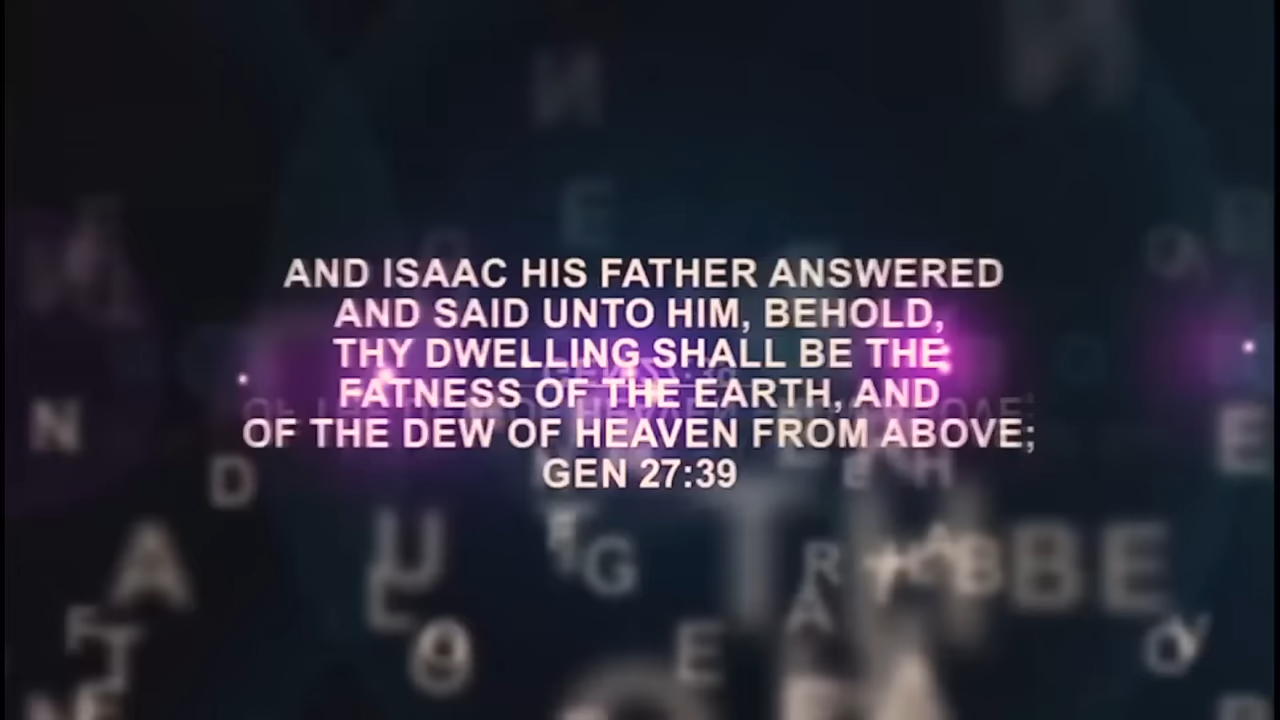 AND ISAAC HIS FATHER ANSWERED
AND SAID UNTO HIM, BEHOLD,
THY DWELLING SHALL BE THE
FATNESS OF THE EARTH, AND
OF THE DEW OF HEAVEN FROM ABOVE;
GEN 27:39